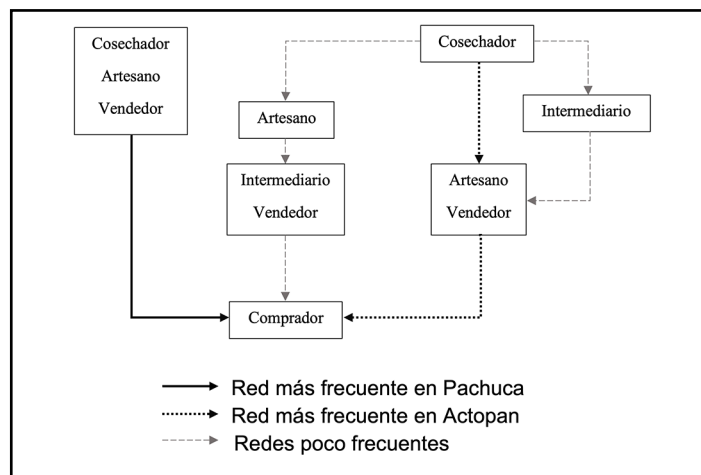 Cosechador
Artesano
Vendedor
Cosechador
Artesano
Intermediario
Intermediario
Vendedor
Artesano
Vendedor
Comprador
Red más frecuente en Pachuca
Red más frecuente en Actopan
Redes poco frecuentes